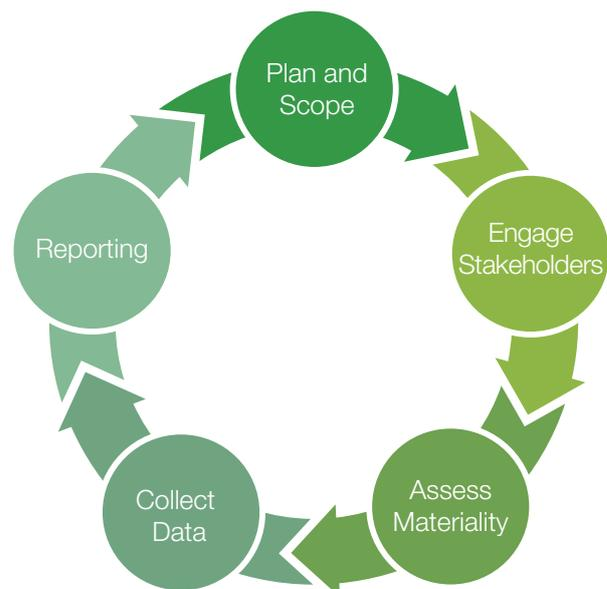 Plan and
Scope
Engage
Stakeholders
Assess
Materiality
Collect
Data
Reporting